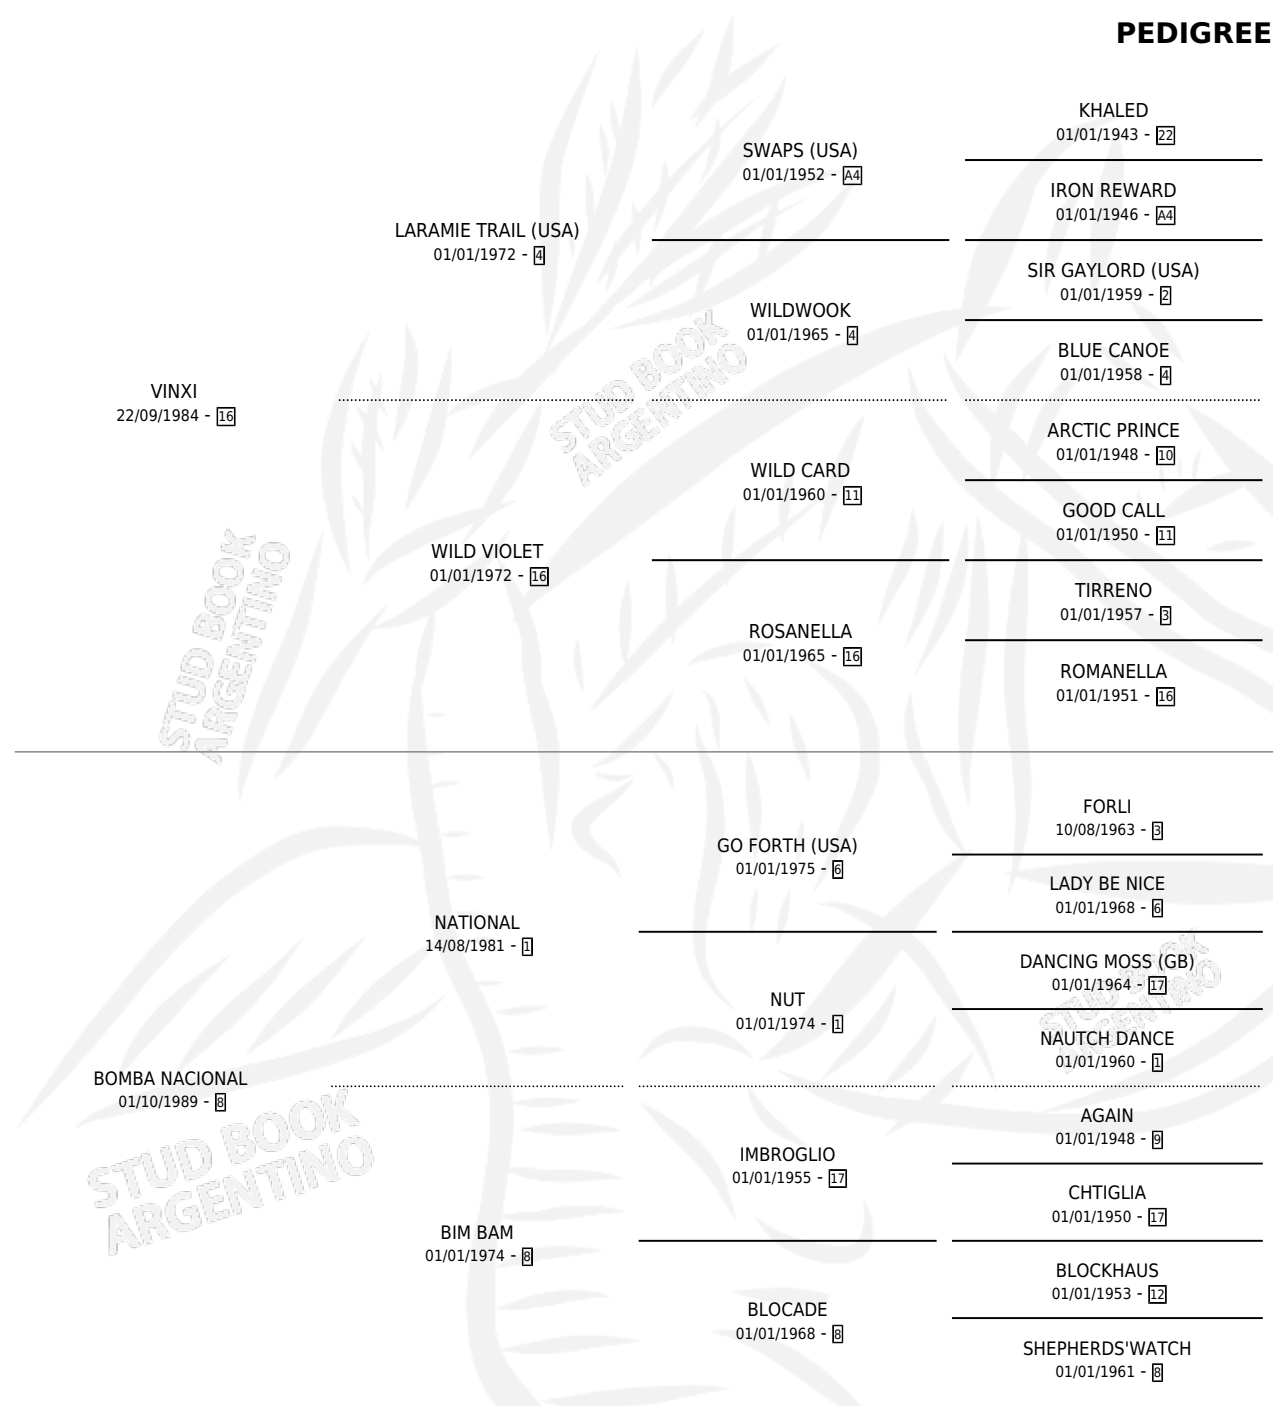 PEDIGREE
VINXI
22/09/1984 - 16
LARAMIE TRAIL (USA)
01/01/1972 - 4
WILD VIOLET
01/01/1972 - 16
SWAPS (USA)
01/01/1952 - A4
WILDWOOK
01/01/1965 - 4
WILD CARD
01/01/1960 - 11
ROSANELLA
01/01/1965 - 16
KHALED
01/01/1943 - 22
IRON REWARD
01/01/1946 - A4
SIR GAYLORD (USA)
01/01/1959 - 2
BLUE CANOE
01/01/1958 - 4
ARCTIC PRINCE
01/01/1948 - 10
GOOD CALL
01/01/1950 - 11
TIRRENO
01/01/1957 - 3
ROMANELLA
01/01/1951 - 16
BOMBA NACIONAL
01/10/1989 - 8
NATIONAL
14/08/1981 - 1
BIM BAM
01/01/1974 - 8
GO FORTH (USA)
01/01/1975 - 6
NUT
01/01/1974 - 1
IMBROGLIO
01/01/1955 - 17
BLOCADE
01/01/1968 - 8
FORLI
10/08/1963 - 3
LADY BE NICE
01/01/1968 - 6
DANCING MOSS (GB)
01/01/1964 - 17
NAUTCH DANCE
01/01/1960 - 1
AGAIN
01/01/1948 - 9
CHTIGLIA
01/01/1950 - 17
BLOCKHAUS
01/01/1953 - 12
SHEPHERDS'WATCH
01/01/1961 - 8
STUD BOOK
ARGENTINO
STUD BOOK
ARGENTINO
STUD BOOK
ARGENTINO
STUD BOOK
ARGENTINO